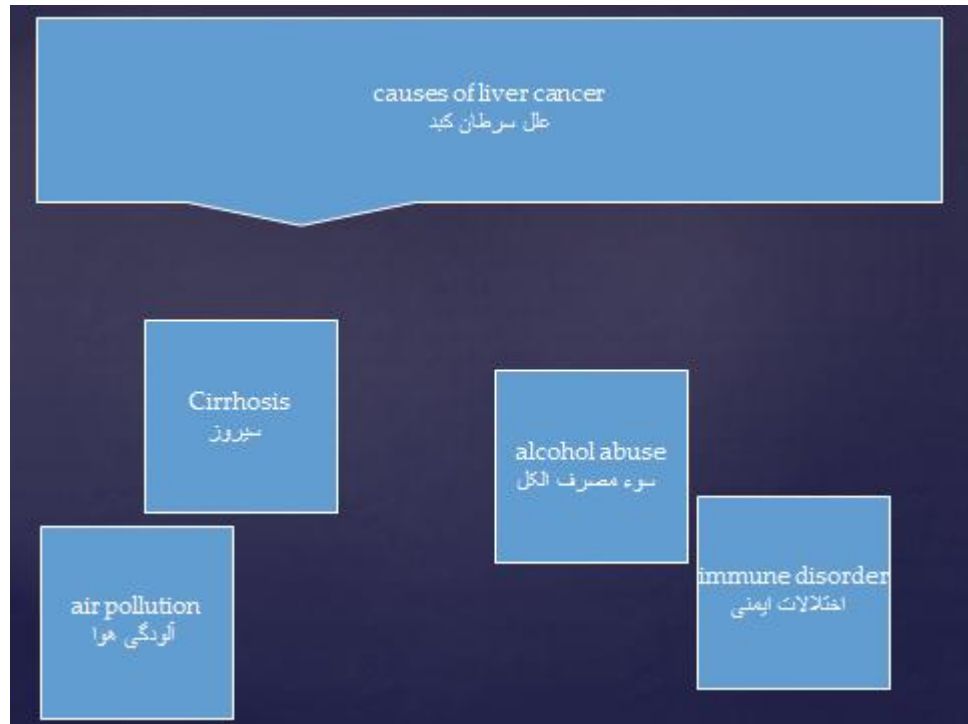 causes of liver cancer
علل سرطان کبد
Cirrhosis
سیروز
alcohol abuse
سوء مصرف الکل
immune disorder
اختلالات ایمنی
air pollution
آلودگی هوا